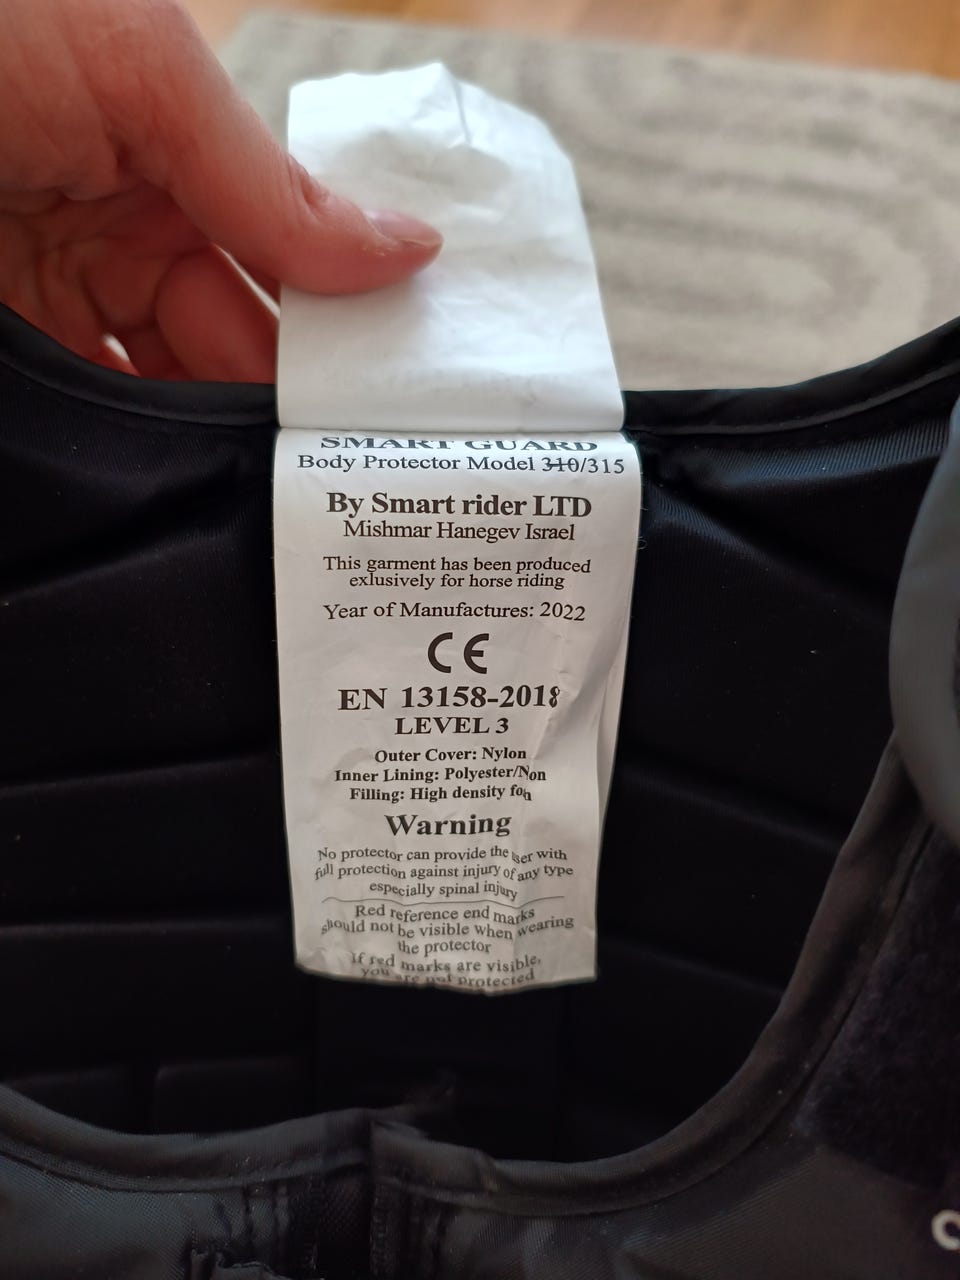 SMART GUARD
Body Protector Model 310/315
By Smart rider LTD
Mishmar Hanegev Israel
This garment has been produced
exlusively for horse riding
Year of Manufactures: 2022
CE
EN 13158-2018
LEVEL 3
Outer Cover: Nylon
Inner Lining: Polyester/
Filling: High density
Warning
No protector can provide the user with
full protection against injury of any type
especially spinal injury
Red reference end marks
should not be visible when wearing
the protector
If red marks are visible,
you are not protected